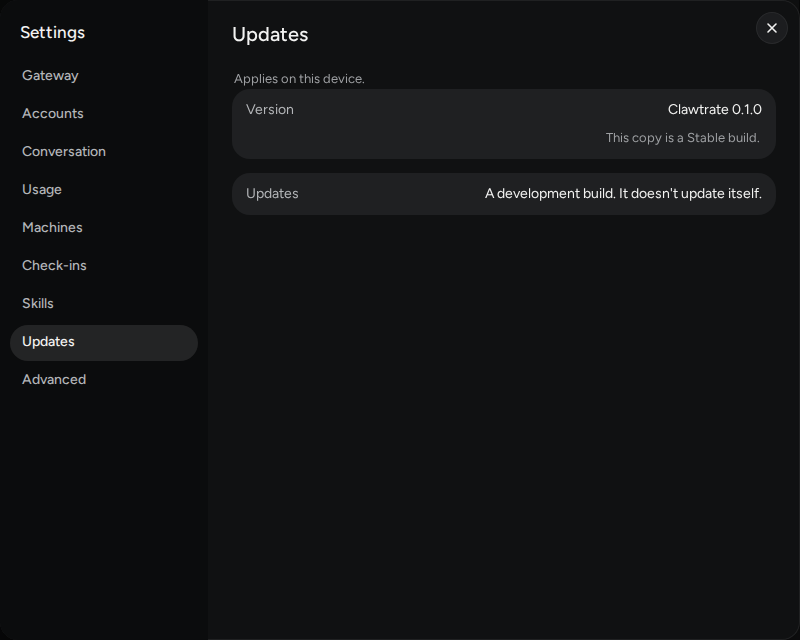 Settings
Gateway
Accounts
Conversation
Usage
Machines
Check-ins
Skills
Updates
Advanced
Updates
Applies on this device.
Version Clawtrate 0.1.0
This copy is a Stable build.
Updates A development build. It doesn't update itself.